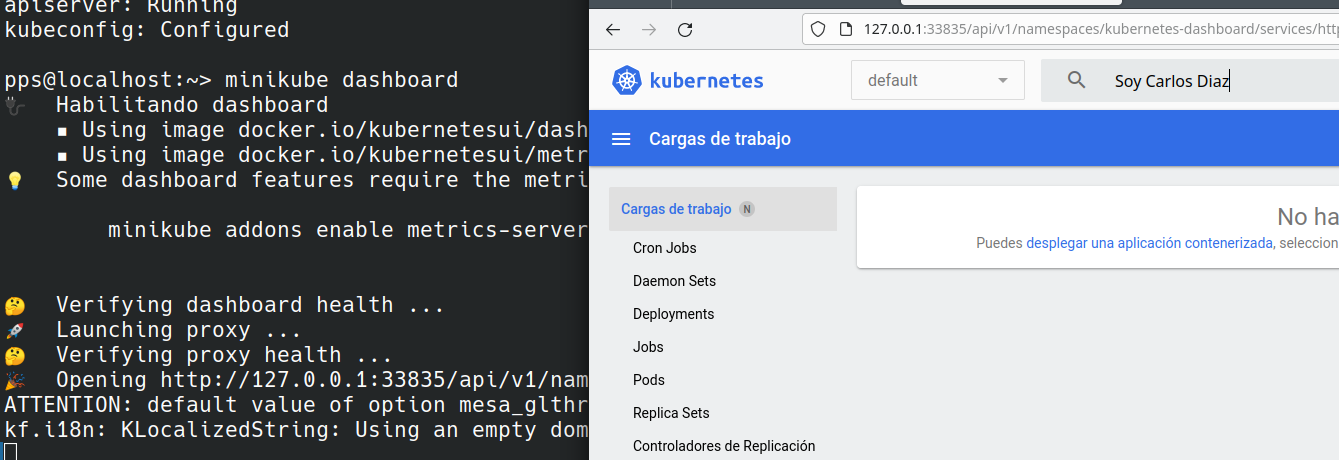 apiserver: Running
kubeconfig: Configured
pps@localhost:~> minikube dashboard
Habilitando dashboard
▪ Using image docker.io/kubernetesui/dash
▪ Using image docker.io/kubernetesui/metr
Some dashboard features require the metri
minikube addons enable metrics-server
Verifying dashboard health ...
Launching proxy ...
Verifying proxy health ...
Opening http://127.0.0.1:33835/api/v1/nam
ATTENTION: default value of option mesa_glthr
kf.i18n: KLocalizedString: Using an empty dom
127.0.0.1:33835/api/v1/namespaces/kubernetes-dashboard/services/http
kubernetes
default
Soy Carlos Diaz
Cargas de trabajo
Cargas de trabajo N
Cron Jobs
Daemon Sets
Deployments
Jobs
Pods
Replica Sets
Controladores de Replicación
No ha
Puedes desplegar una aplicación contenerizada, seleccion